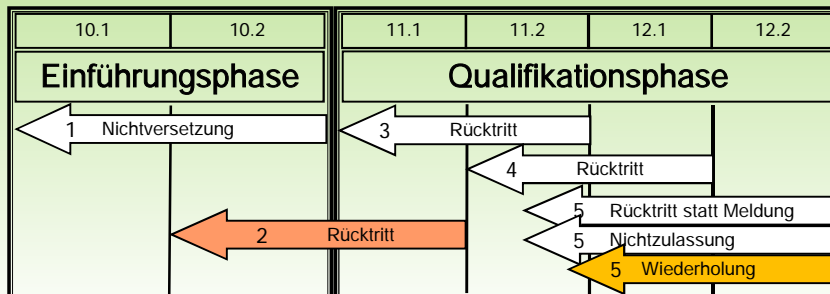 10.1 10.2 11.1 11.2 12.1 12.2
Einführungsphase Qualifikationsphase
1 Nichtversetzung 3 Rücktritt
4 Rücktritt
5 Rücktritt statt Meldung
2 Rücktritt 5 Nichtzulassung
5 Wiederholung